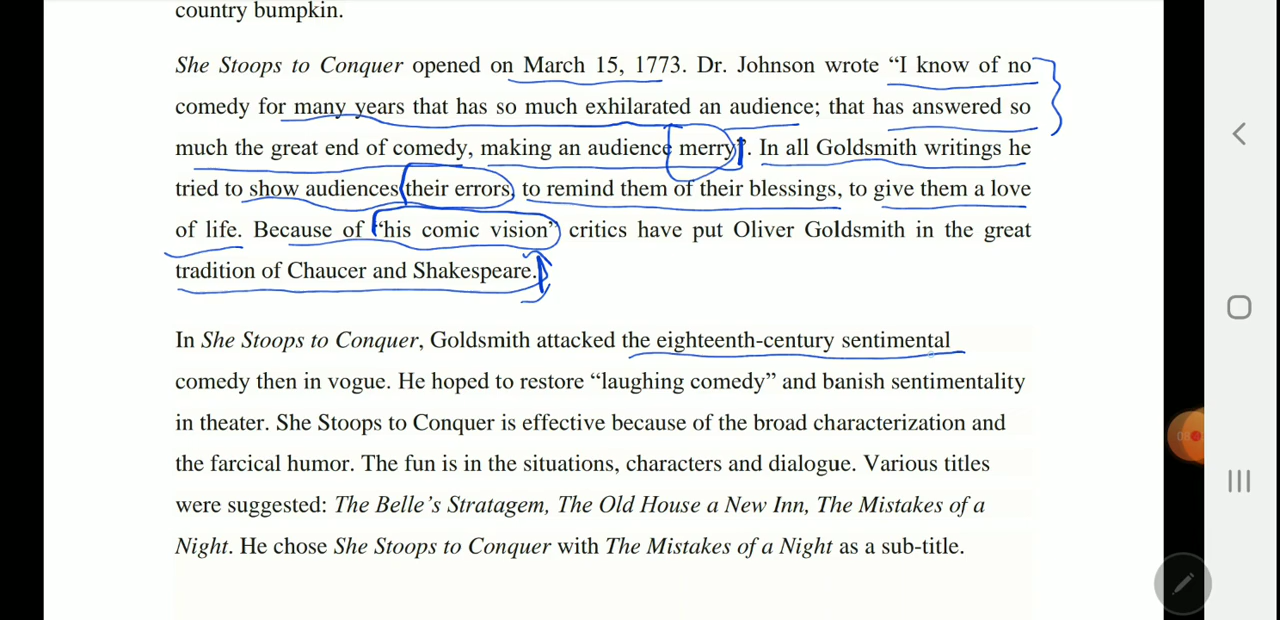 country bumpkin.
She Stoops to Conquer opened on March 15, 1773. Dr. Johnson wrote “I know of no
comedy for many years that has so much exhilarated an audience; that has answered so
much the great end of comedy, making an audience merry”. In all Goldsmith writings he
tried to show audiences their errors, to remind them of their blessings, to give them a love
of life. Because of “his comic vision” critics have put Oliver Goldsmith in the great
tradition of Chaucer and Shakespeare.
In She Stoops to Conquer, Goldsmith attacked the eighteenth-century sentimental
comedy then in vogue. He hoped to restore “laughing comedy” and banish sentimentality
in theater. She Stoops to Conquer is effective because of the broad characterization and
the farcical humor. The fun is in the situations, characters and dialogue. Various titles
were suggested: The Belle’s Stratagem, The Old House a New Inn, The Mistakes of a
Night. He chose She Stoops to Conquer with The Mistakes of a Night as a sub-title.